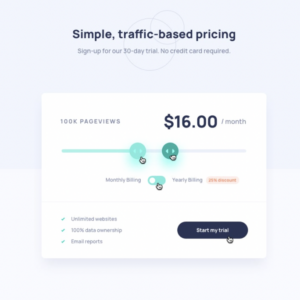 Simple, traffic-based pricing
Sign-up for our 30-day trial. No credit card required.
100K PAGEVIEWS
$16.00 / month
Monthly Billing
Yearly Billing
25% discount
Unlimited websites
100% data ownership
Email reports
Start my trial